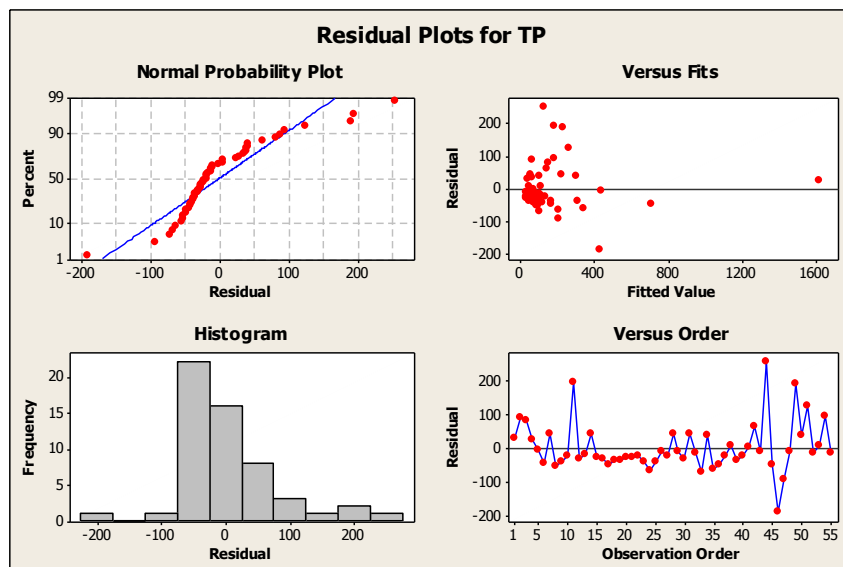 Residual Plots for TP
Normal Probability Plot
99
90
50
10
1
Percent
-200 -100 0 100 200
Residual
Versus Fits
200
100
0
-100
-200
Residual
0 400 800 1200 1600
Fitted Value
Histogram
20
15
10
5
0
Frequency
-200 -100 0 100 200
Residual
Versus Order
200
100
0
-100
-200
Residual
1 5 10 15 20 25 30 35 40 45 50 55
Observation Order